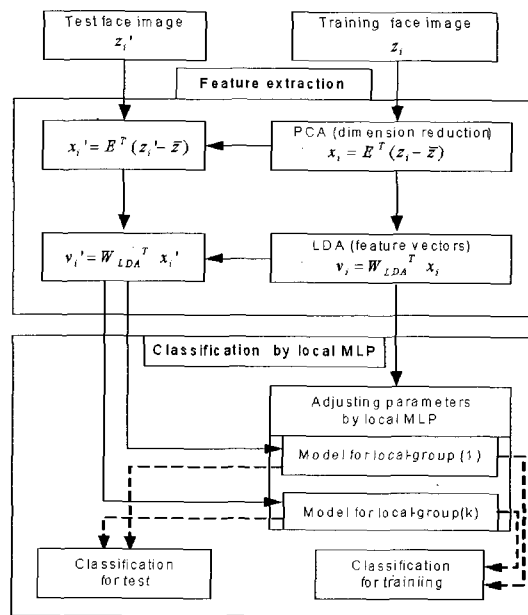 Test face image
z_i'
Training face image
z_i
Feature extraction
x_i' = E^T (z_i' - z̄)
PCA (dimension reduction)
x_i = E^T (z_i - z̄)
v_i' = W_LDA^T x_i'
LDA (feature vectors)
v_i = W_LDA^T x_i
Classification by local MLP
Adjusting parameters
by local MLP
Model for local-group (1)
Model for local-group(k)
Classification
for test
Classification
for training